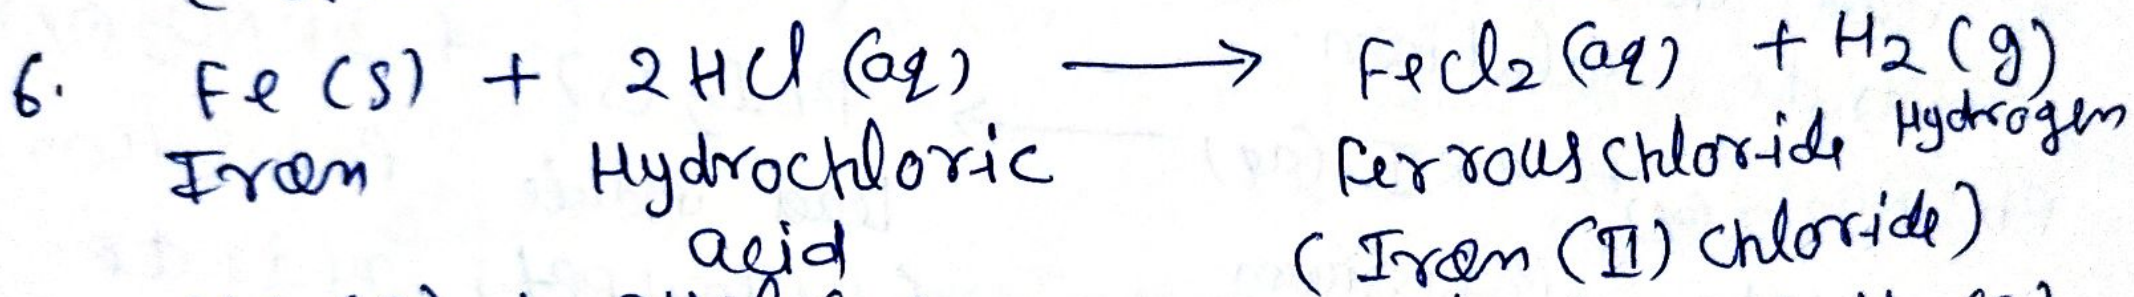 6. Fe (s) + 2HCl (aq) ⟶ FeCl₂ (aq) + H₂ (g)
Iron Hydrochloric Ferrous chloride Hydrogen
acid (Iron (II) chloride)